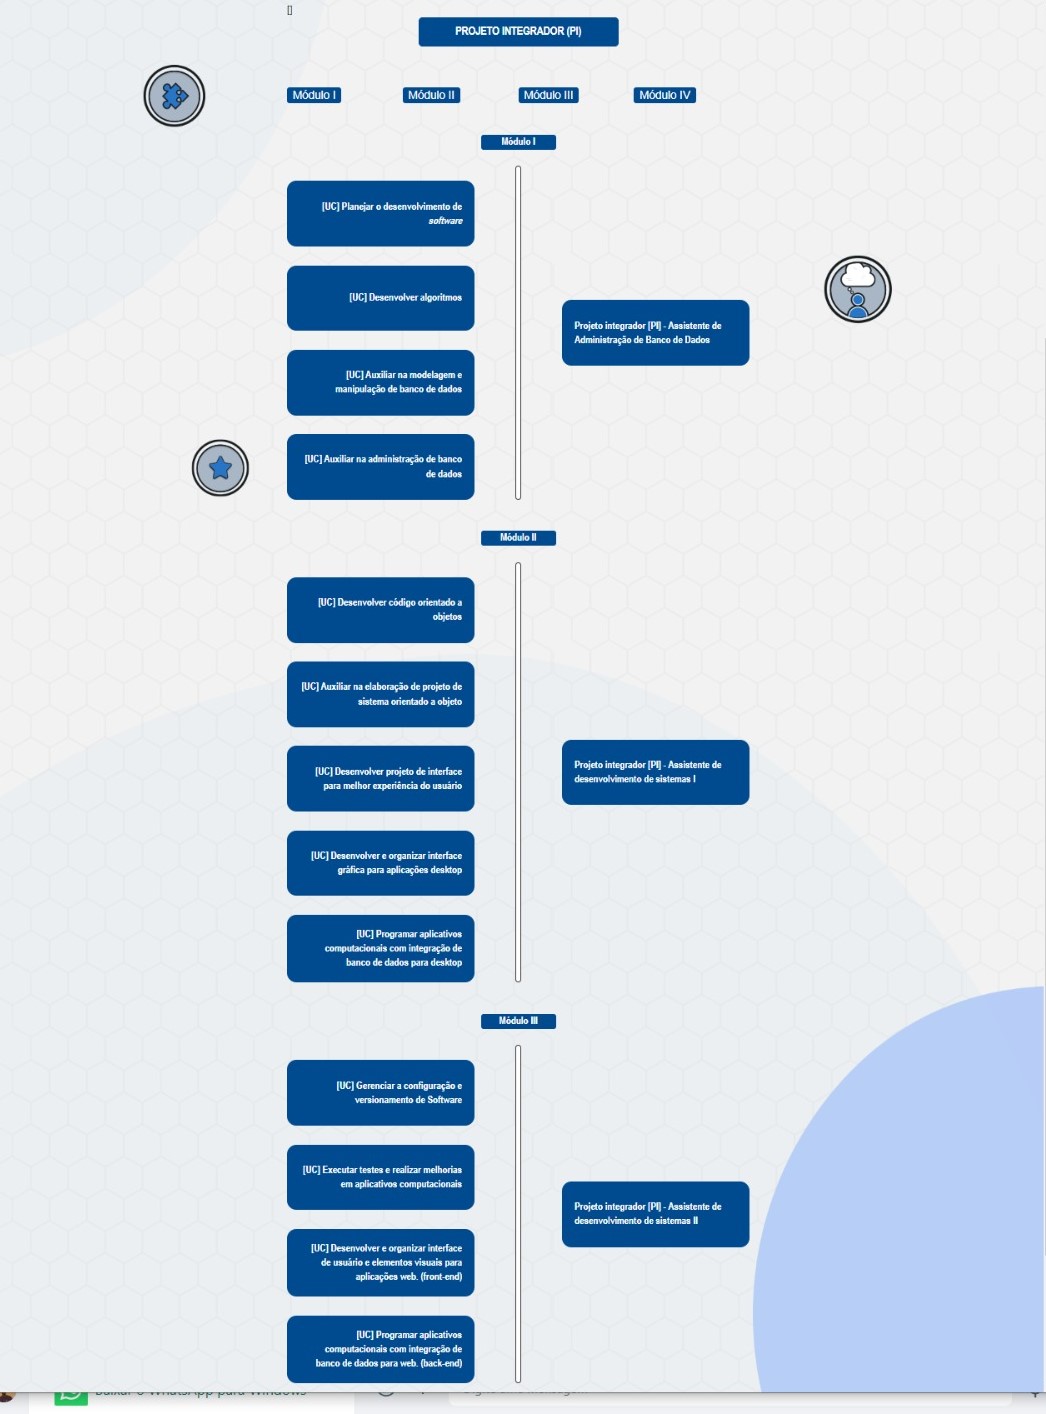 []
PROJETO INTEGRADOR (PI)
Módulo I Módulo II Módulo III Módulo IV
Módulo I
[UC] Planejar o desenvolvimento de
software
[UC] Desenvolver algoritmos
Projeto integrador [PI] - Assistente de
Administração de Banco de Dados
[UC] Auxiliar na modelagem e
manipulação de banco de dados
[UC] Auxiliar na administração de banco
de dados
Módulo II
[UC] Desenvolver código orientado a
objetos
[UC] Auxiliar na elaboração de projeto de
sistema orientado a objeto
[UC] Desenvolver projeto de interface
para melhor experiência do usuário
Projeto integrador [PI] - Assistente de
desenvolvimento de sistemas I
[UC] Desenvolver e organizar interface
gráfica para aplicações desktop
[UC] Programar aplicativos
computacionais com integração de
banco de dados para desktop
Módulo III
[UC] Gerenciar a configuração e
versionamento de Software
[UC] Executar testes e realizar melhorias
em aplicativos computacionais
Projeto integrador [PI] - Assistente de
desenvolvimento de sistemas II
[UC] Desenvolver e organizar interface
de usuário e elementos visuais para
aplicações web. (front-end)
[UC] Programar aplicativos
computacionais com integração de
banco de dados para web. (back-end)
Baixar o WhatsApp para Windows